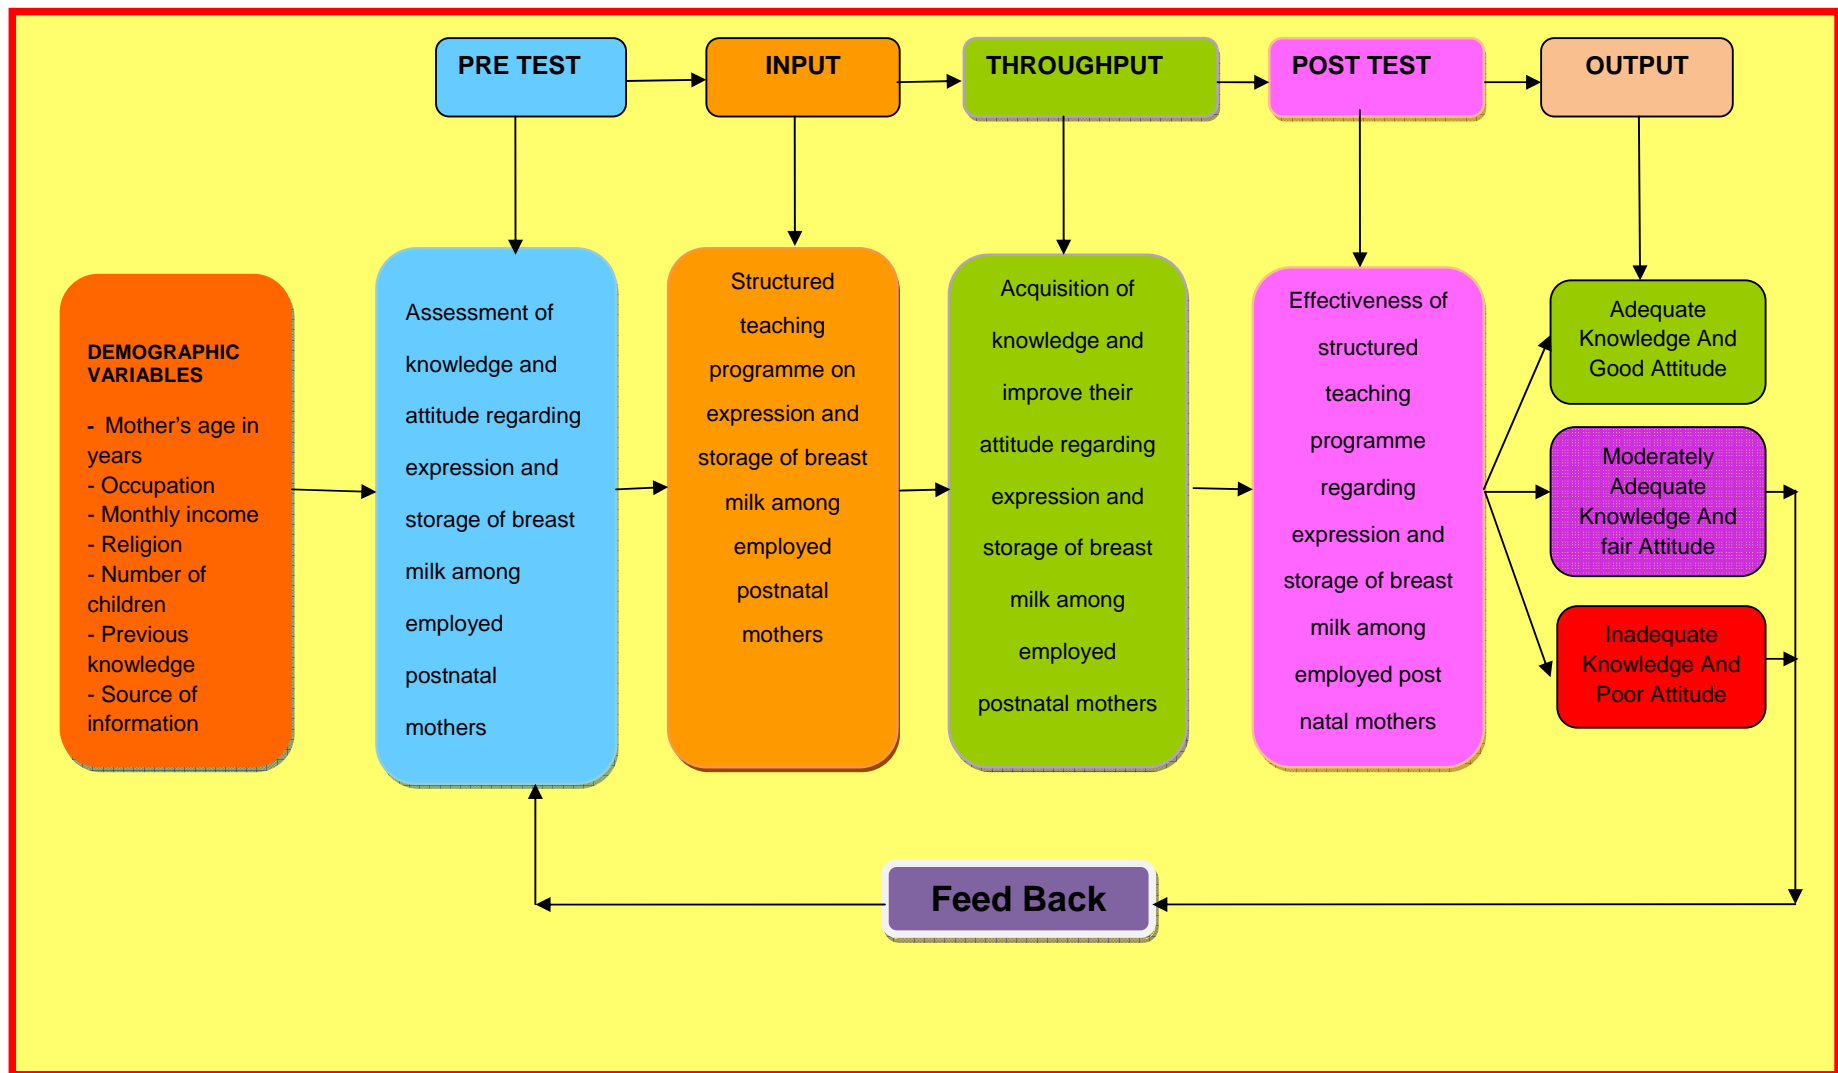 PRE TEST
INPUT
THROUGHPUT
POST TEST
OUTPUT
DEMOGRAPHIC
VARIABLES
- Mother’s age in
years
- Occupation
- Monthly income
- Religion
- Number of
children
- Previous
knowledge
- Source of
information
Assessment of
knowledge and
attitude regarding
expression and
storage of breast
milk among
employed
postnatal
mothers
Structured
teaching
programme on
expression and
storage of breast
milk among
employed
postnatal
mothers
Acquisition of
knowledge and
improve their
attitude regarding
expression and
storage of breast
milk among
employed
postnatal mothers
Effectiveness of
structured
teaching
programme
regarding
expression and
storage of breast
milk among
employed post
natal mothers
Adequate
Knowledge And
Good Attitude
Moderately
Adequate
Knowledge And
fair Attitude
Inadequate
Knowledge And
Poor Attitude
Feed Back